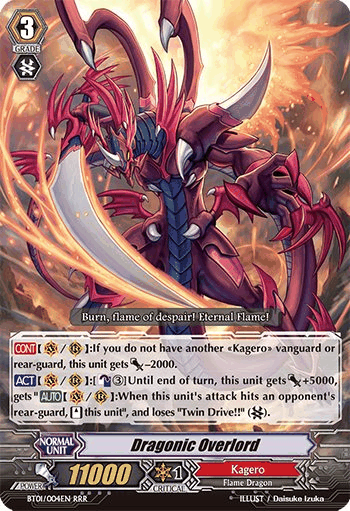 3
GRADE
Burn, flame of despair! Eternal Flame!
CONT[ / ]:If you do not have another «Kagero» vanguard or
rear-guard, this unit gets -2000.
ACT[ / ]:[ ③]Until end of turn, this unit gets +5000,
gets "AUTO[ / ]:When this unit's attack hits an opponent's
rear-guard, [ this unit", and loses "Twin Drive!!" ( ).
NORMAL
UNIT
Dragonic Overlord
POWER
11000
1
CRITICAL
Kagero
Flame Dragon
BT01/004EN RRR
ILLUST / Daisuke Izuka